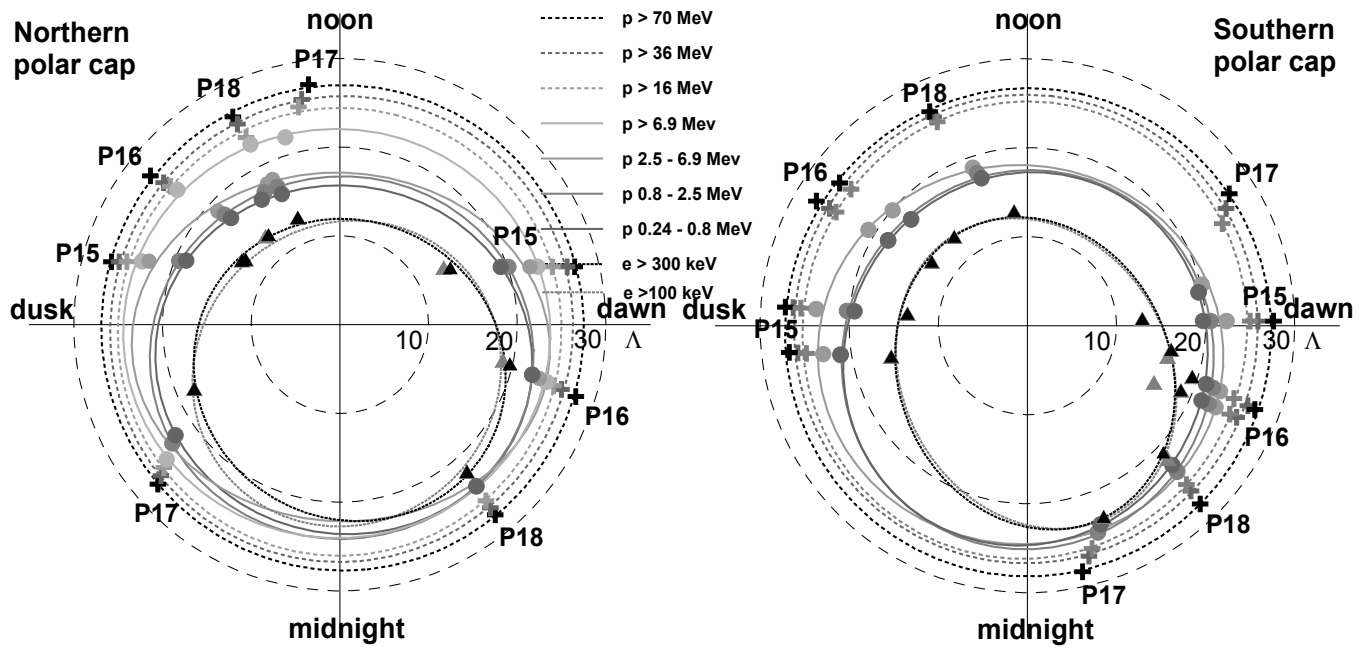 Northern
polar cap
noon
P17
P18
P16
P15
dusk
P15
dawn
10
20
30
Λ
P16
P17
P18
midnight
p > 70 MeV
p > 36 MeV
p > 16 MeV
p > 6.9 Mev
p 2.5 - 6.9 Mev
p 0.8 - 2.5 MeV
p 0.24 - 0.8 MeV
e > 300 keV
e >100 keV
noon
Southern
polar cap
P18
P16
P17
dusk
P15
P15
dawn
10
20
30
Λ
P16
P18
P17
midnight